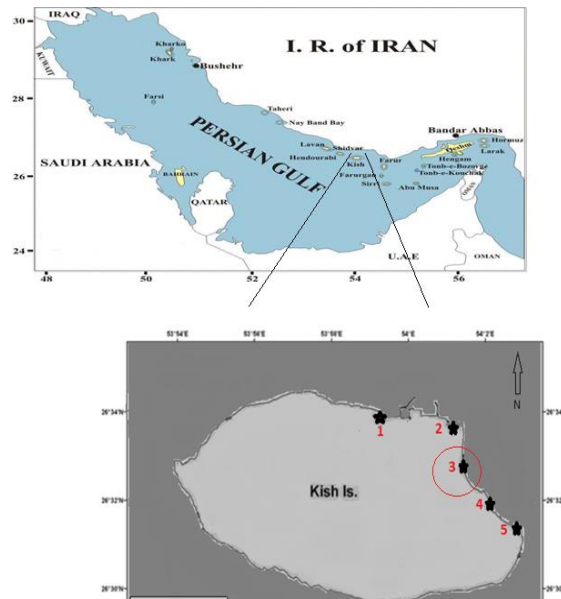 30
IRAQ
KUWAIT
Kharko
Khark
Bushehr
I. R. of IRAN
28
Farsi
Taheri
Nay Band Bay
PERSIAN GULF
SAUDI ARABIA
BAHRAIN
QATAR
Lavan
Shidvar
Hendourabi
Kish
Farur
Farurgan
Sirri
Bandar Abbas
Qeshm
Hormuz
Larak
Hengam
Tonb-e-Bozorge
Tonb-e-Kouchak
Abu Musa
OMAN
26
24
U.A.E
OMAN
48
50
52
54
56
53°54'E
53°56'E
53°58'E
54°E
54°2'E
26°34'N
26°34'N
N
1
2
3
4
5
Kish Is.
26°32'N
26°32'N
26°30'N
26°30'N